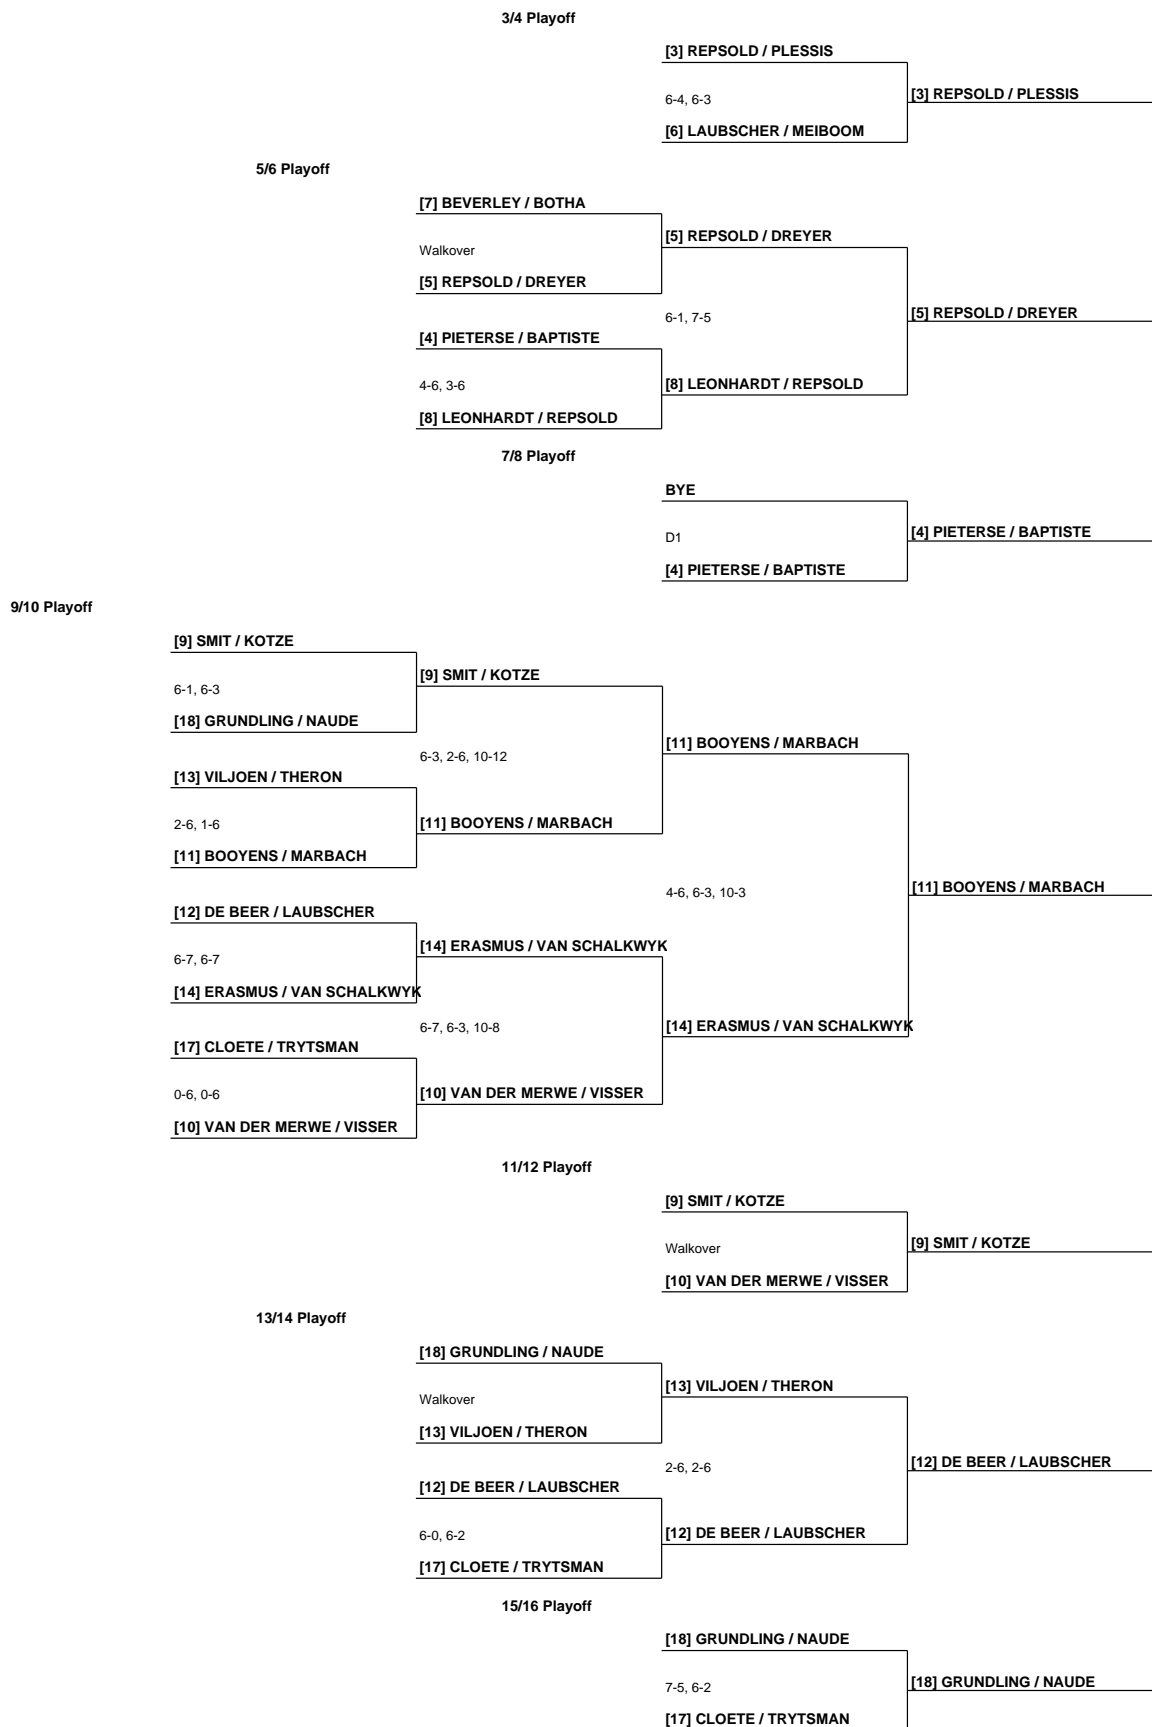 3/4 Playoff
[3] REPSOLD / PLESSIS
6-4, 6-3
[3] REPSOLD / PLESSIS
[6] LAUBSCHER / MEIBOOM
5/6 Playoff
[7] BEVERLEY / BOTHA
Walkover
[5] REPSOLD / DREYER
[5] REPSOLD / DREYER
6-1, 7-5
[5] REPSOLD / DREYER
[4] PIETERSE / BAPTISTE
4-6, 3-6
[8] LEONHARDT / REPSOLD
[8] LEONHARDT / REPSOLD
7/8 Playoff
BYE
D1
[4] PIETERSE / BAPTISTE
[4] PIETERSE / BAPTISTE
9/10 Playoff
[9] SMIT / KOTZE
6-1, 6-3
[9] SMIT / KOTZE
[18] GRUNDLING / NAUDE
6-3, 2-6, 10-12
[11] BOOYENS / MARBACH
[13] VILJOEN / THERON
2-6, 1-6
[11] BOOYENS / MARBACH
[11] BOOYENS / MARBACH
4-6, 6-3, 10-3
[11] BOOYENS / MARBACH
[12] DE BEER / LAUBSCHER
6-7, 6-7
[14] ERASMUS / VAN SCHALKWYK
[14] ERASMUS / VAN SCHALKWYK
6-7, 6-3, 10-8
[14] ERASMUS / VAN SCHALKWYK
[17] CLOETE / TRYTSMAN
0-6, 0-6
[10] VAN DER MERWE / VISSER
[10] VAN DER MERWE / VISSER
11/12 Playoff
[9] SMIT / KOTZE
Walkover
[9] SMIT / KOTZE
[10] VAN DER MERWE / VISSER
13/14 Playoff
[18] GRUNDLING / NAUDE
Walkover
[13] VILJOEN / THERON
[13] VILJOEN / THERON
2-6, 2-6
[12] DE BEER / LAUBSCHER
[12] DE BEER / LAUBSCHER
6-0, 6-2
[12] DE BEER / LAUBSCHER
[17] CLOETE / TRYTSMAN
15/16 Playoff
[18] GRUNDLING / NAUDE
7-5, 6-2
[18] GRUNDLING / NAUDE
[17] CLOETE / TRYTSMAN